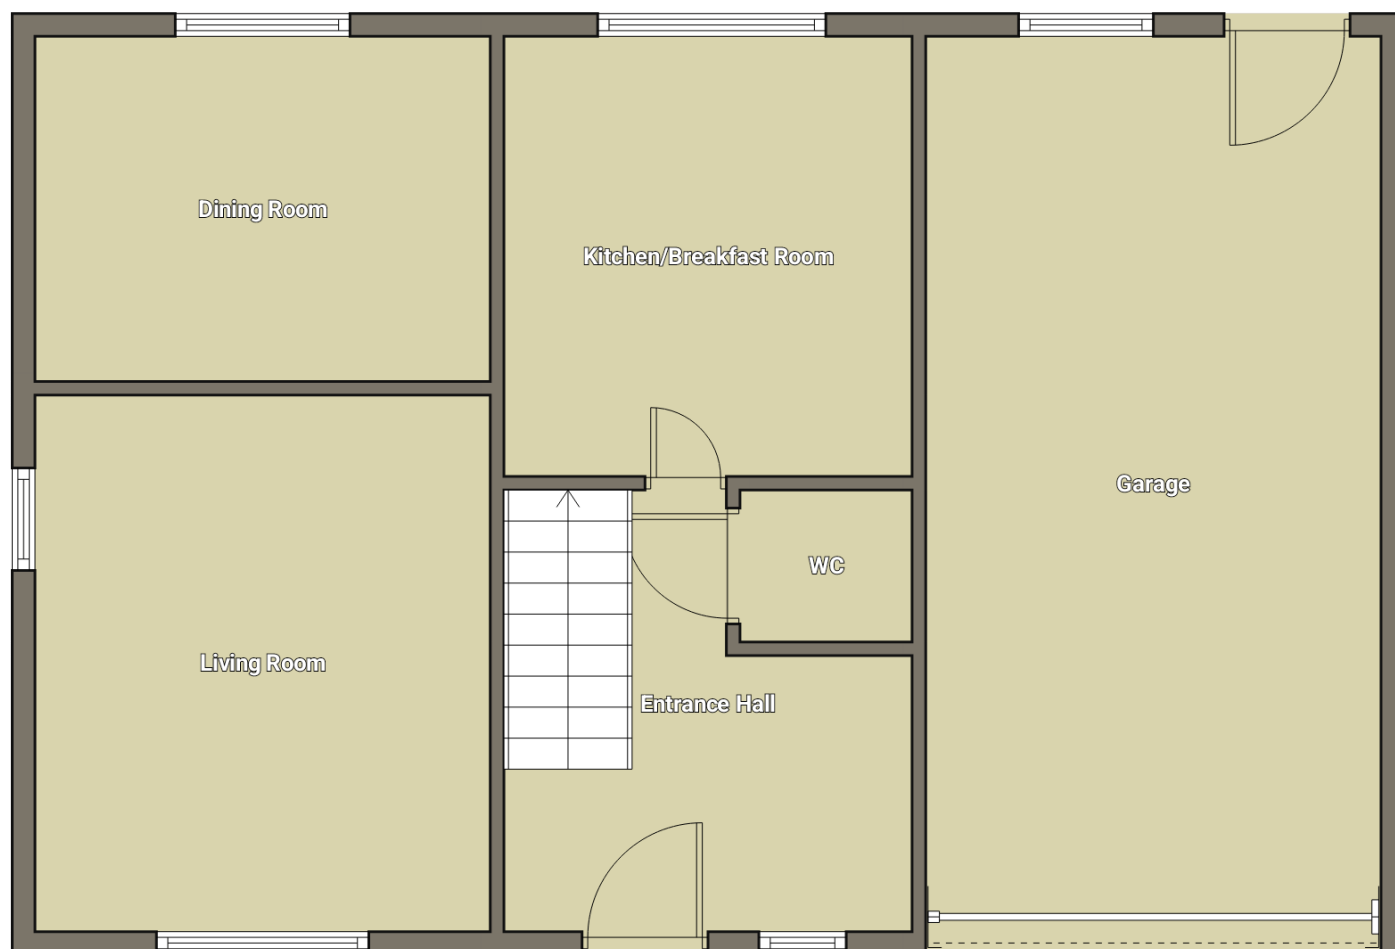 Dining Room
Kitchen/Breakfast Room
Garage
WC
Living Room
Entrance Hall